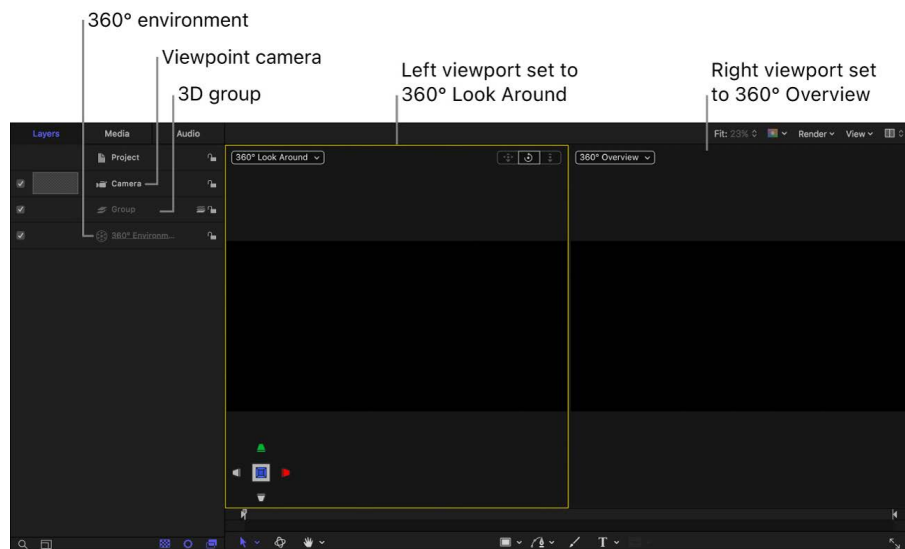 360° environment
Viewpoint camera
3D group
Left viewport set to
360° Look Around
Right viewport set
to 360° Overview
Layers Media Audio
Fit: 23% Render View
Project
360° Look Around
360° Overview
Camera
Group
360° Environm...
T